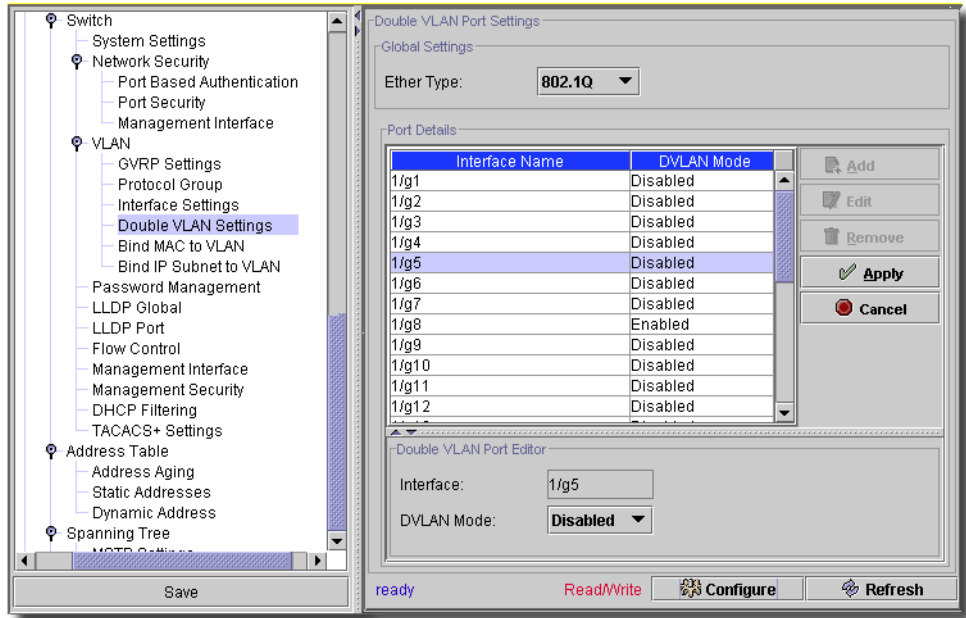 Switch
System Settings
Network Security
Port Based Authentication
Port Security
Management Interface
VLAN
GVRP Settings
Protocol Group
Interface Settings
Double VLAN Settings
Bind MAC to VLAN
Bind IP Subnet to VLAN
Password Management
LLDP Global
LLDP Port
Flow Control
Management Interface
Management Security
DHCP Filtering
TACACS+ Settings
Address Table
Address Aging
Static Addresses
Dynamic Address
Spanning Tree
Save
Double VLAN Port Settings
Global Settings
Ether Type: 802.1Q
Port Details
Interface Name DVLAN Mode
1/g1 Disabled
1/g2 Disabled
1/g3 Disabled
1/g4 Disabled
1/g5 Disabled
1/g6 Disabled
1/g7 Disabled
1/g8 Enabled
1/g9 Disabled
1/g10 Disabled
1/g11 Disabled
1/g12 Disabled
Add
Edit
Remove
Apply
Cancel
Double VLAN Port Editor
Interface: 1/g5
DVLAN Mode: Disabled
ready Read/Write Configure Refresh